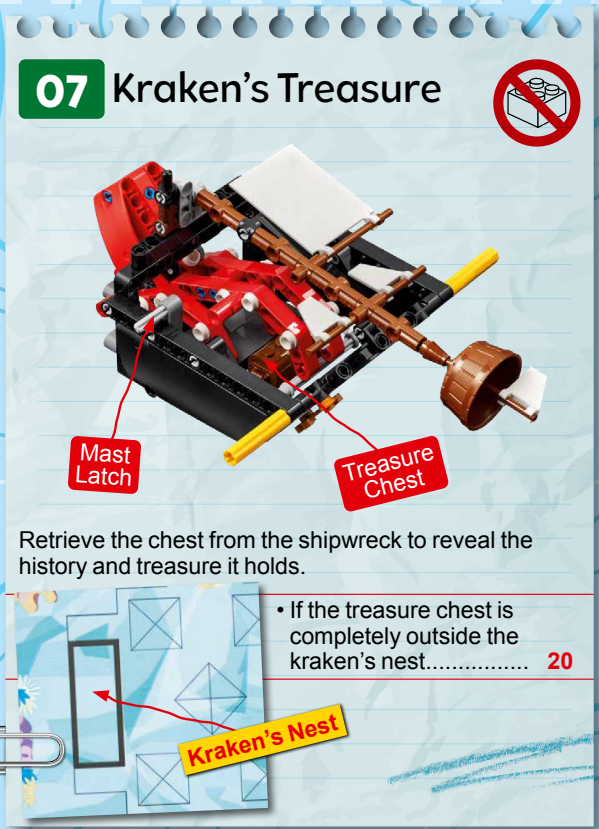 07 Kraken's Treasure
Mast
Latch
Treasure
Chest
Retrieve the chest from the shipwreck to reveal the
history and treasure it holds.
• If the treasure chest is
completely outside the
kraken's nest................ 20
Kraken's Nest